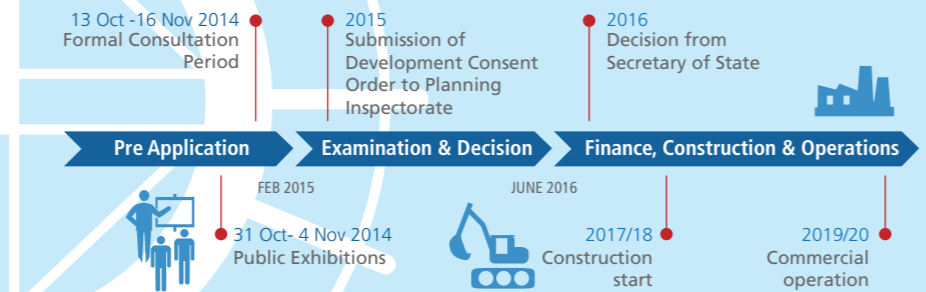 13 Oct -16 Nov 2014
Formal Consultation
Period
2015
Submission of
Development Consent
Order to Planning
Inspectorate
2016
Decision from
Secretary of State
Pre Application
Examination & Decision
Finance, Construction & Operations
FEB 2015
JUNE 2016
31 Oct- 4 Nov 2014
Public Exhibitions
2017/18
Construction
start
2019/20
Commercial
operation